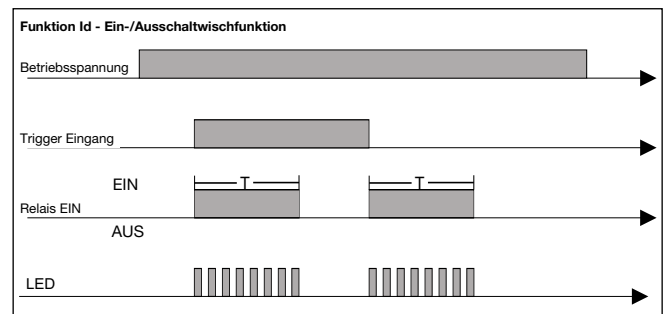 Funktion Id - Ein-/Ausschaltwischfunktion
Betriebsspannung
Trigger Eingang
EIN
T
T
Relais EIN
AUS
LED